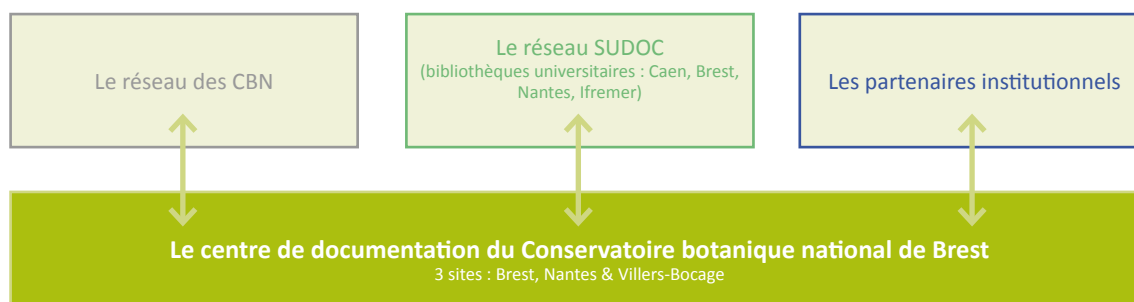 Le réseau des CBN
Le réseau SUDOC
(bibliothèques universitaires : Caen, Brest,
Nantes, Ifremer)
Les partenaires institutionnels
Le centre de documentation du Conservatoire botanique national de Brest
3 sites : Brest, Nantes & Villers-Bocage